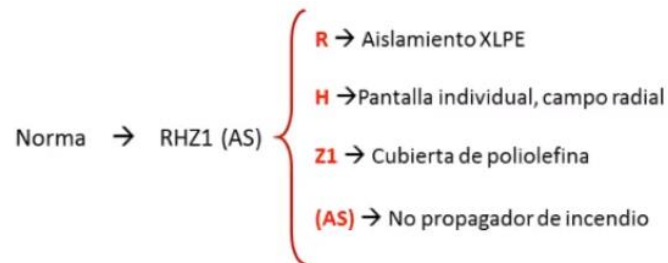 R → Aislamiento XLPE
H → Pantalla individual, campo radial
Norma → RHZ1 (AS)
Z1 → Cubierta de poliolefina
(AS) → No propagador de incendio